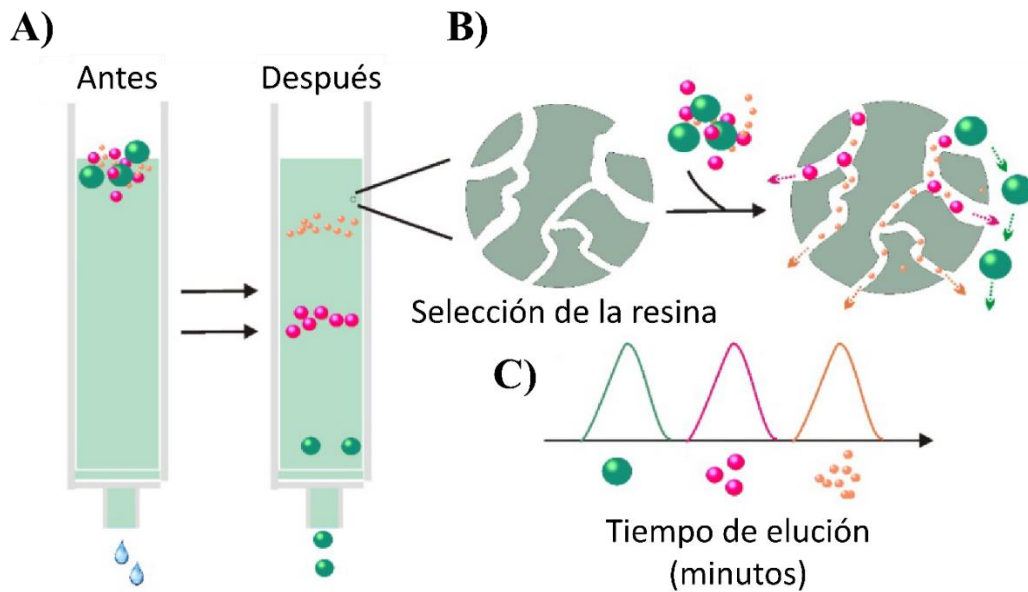 A)
Antes
Después
B)
Selección de la resina
C)
Tiempo de elución
(minutos)